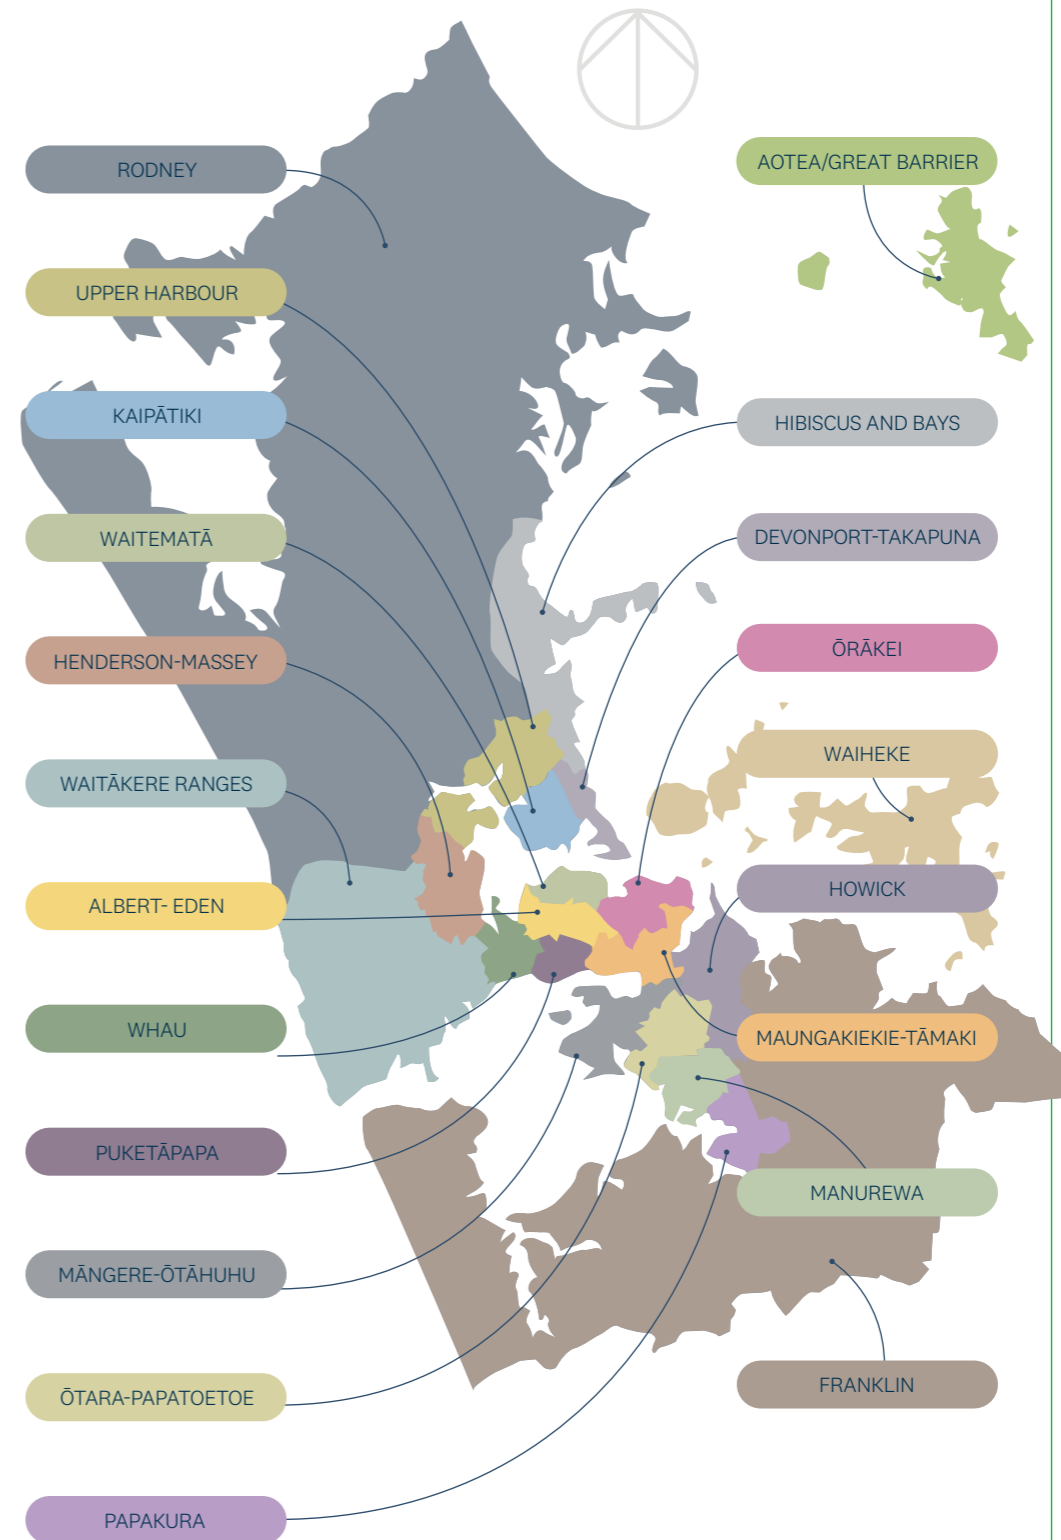 RODNEY
UPPER HARBOUR
KAIPĀTIKI
WAITEMATĀ
HENDERSON-MASSEY
WAITĀKERE RANGES
ALBERT- EDEN
WHAU
PUKETĀPAPA
MĀNGERE-ŌTĀHUHU
ŌTARA-PAPATOETOE
PAPAKURA
AOTEA/GREAT BARRIER
HIBISCUS AND BAYS
DEVONPORT-TAKAPUNA
ŌRĀKEI
WAIHEKE
HOWICK
MAUNGAKIEKIE-TĀMAKI
MANUREWA
FRANKLIN